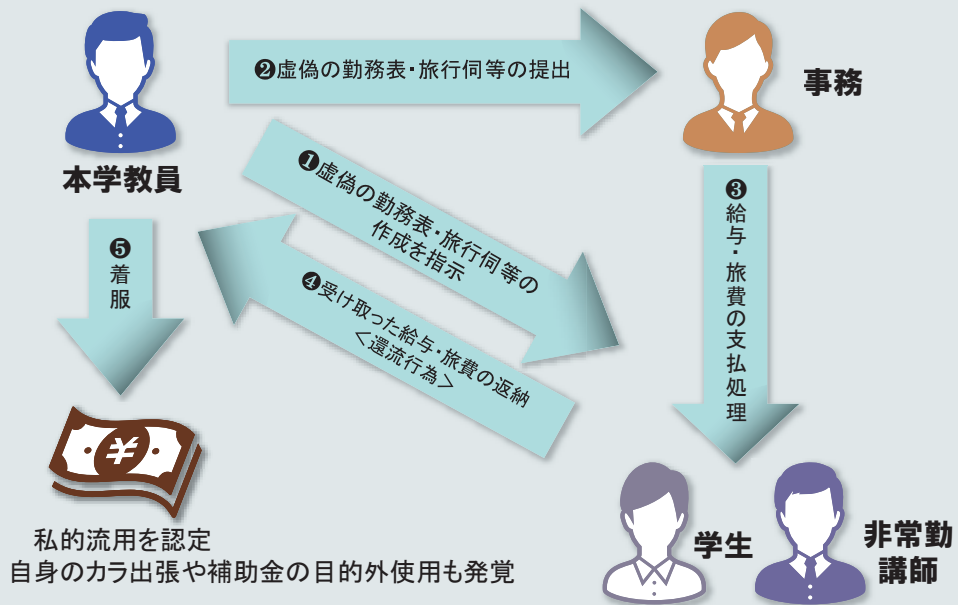 ❷虚偽の勤務表・旅行伺等の提出
事務
本学教員
❶虚偽の勤務表・旅行伺等の
作成を指示
❸給与・旅費の支払処理
❹受け取った給与・旅費の返納
＜還流行為＞
❺着服
¥
私的流用を認定
自身のカラ出張や補助金の目的外使用も発覚
学生
非常勤
講師